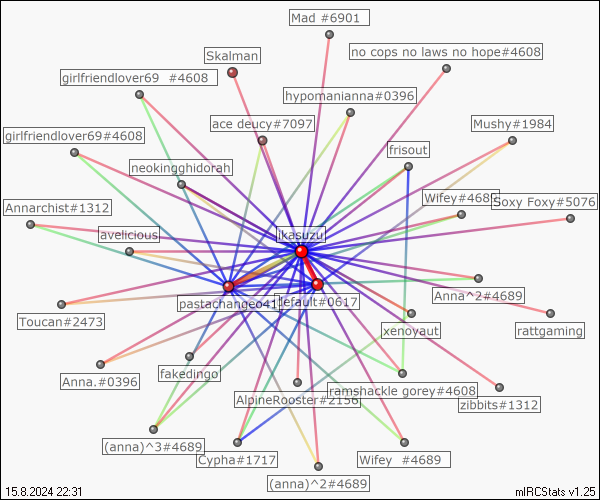 Mad #6901
no cops no laws no hope#4608
Skalman
girlfriendlover69 #4608
hypomanianna#0396
ace deucy#7097
Mushy#1984
girlfriendlover69#4608
frisout
neokingghidorah
Wifey#4689
Soxy Foxy#5076
Annarchist#1312
avelicious
ikasuzu
Anna^2#4689
pastachangeo41
default#0617
Toucan#2473
rattgaming
xenoyaut
Anna.#0396
fakedingo
ramshackle gorey#4608
AlpineRooster#2156
zibbits#1312
(anna)^3#4689
Cypha#1717
Wifey #4689
(anna)^2#4689
15.8.2024 22:31
mIRCStats v1.25